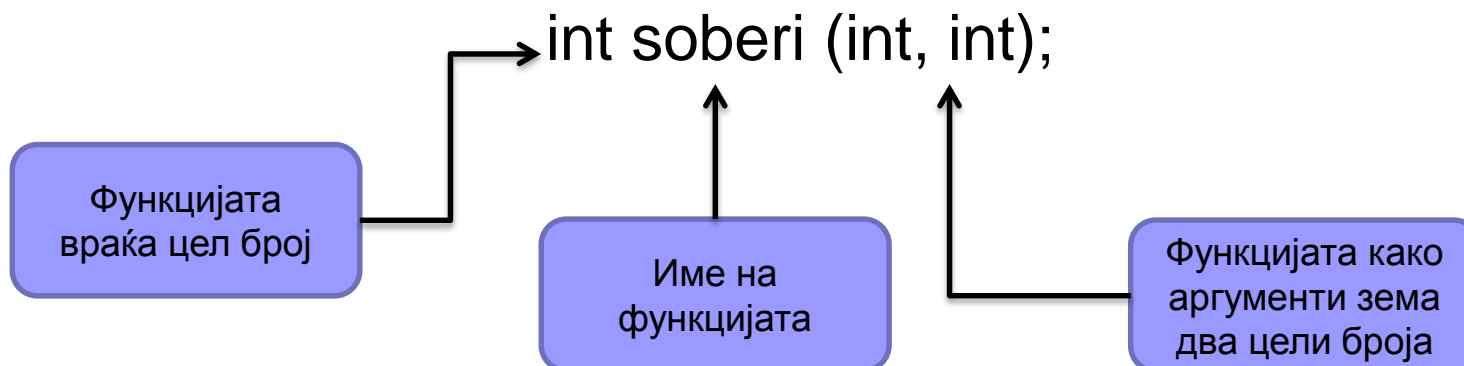 int soberi (int, int);
Функцијата
враќа цел број
Име на
функцијата
Функцијата како
аргументи зема
два цели броја